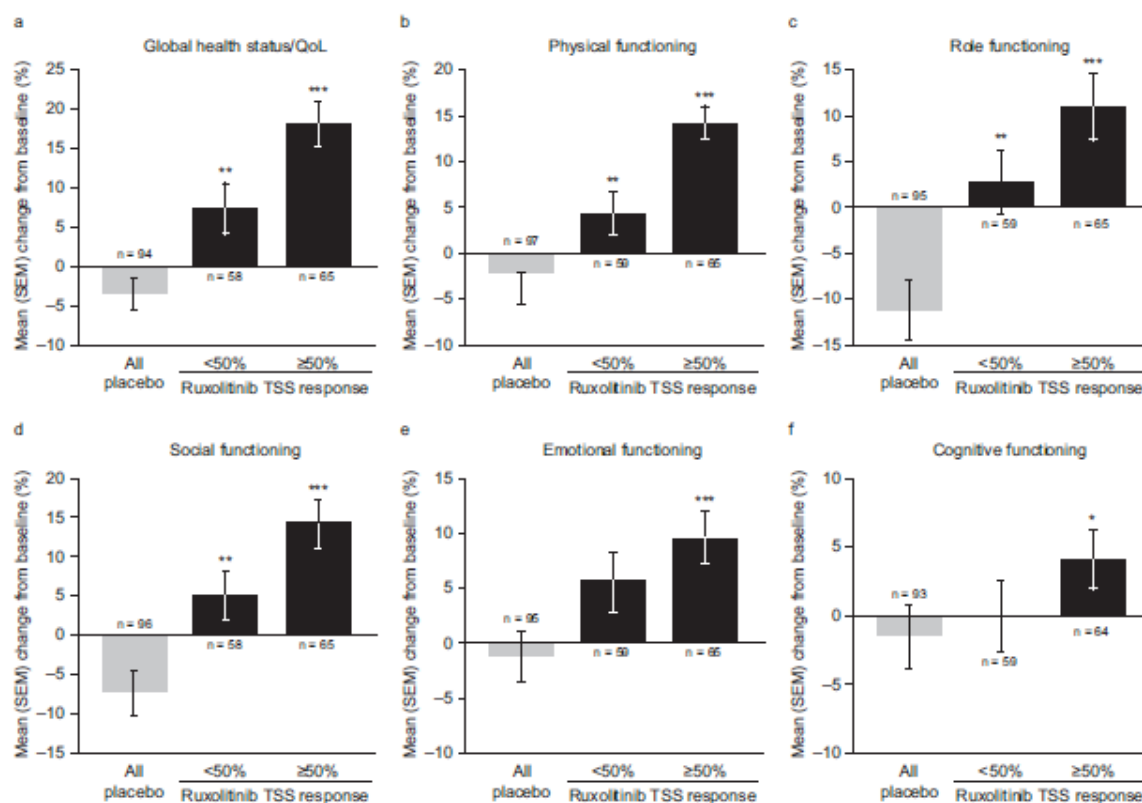 a
Global health status/QoL
Mean (SEM) change from baseline (%)
25
20
15
10
5
0
–5
–10
n = 94
**
n = 58
***
n = 65
All
placebo
<50%
≥50%
Ruxolitinib TSS response
b
Physical functioning
Mean (SEM) change from baseline (%)
20
15
10
5
0
–5
–10
n = 97
**
n = 59
***
n = 65
All
placebo
<50%
≥50%
Ruxolitinib TSS response
c
Role functioning
Mean (SEM) change from baseline (%)
15
10
5
0
–5
–10
–15
n = 95
**
n = 59
***
n = 65
All
placebo
<50%
≥50%
Ruxolitinib TSS response
d
Social functioning
Mean (SEM) change from baseline (%)
20
15
10
5
0
–5
–10
–15
n = 96
**
n = 58
***
n = 65
All
placebo
<50%
≥50%
Ruxolitinib TSS response
e
Emotional functioning
Mean (SEM) change from baseline (%)
15
10
5
0
–5
–10
n = 95
n = 59
***
n = 65
All
placebo
<50%
≥50%
Ruxolitinib TSS response
f
Cognitive functioning
Mean (SEM) change from baseline (%)
10
5
0
–5
–10
n = 93
n = 59
*
n = 64
All
placebo
<50%
≥50%
Ruxolitinib TSS response